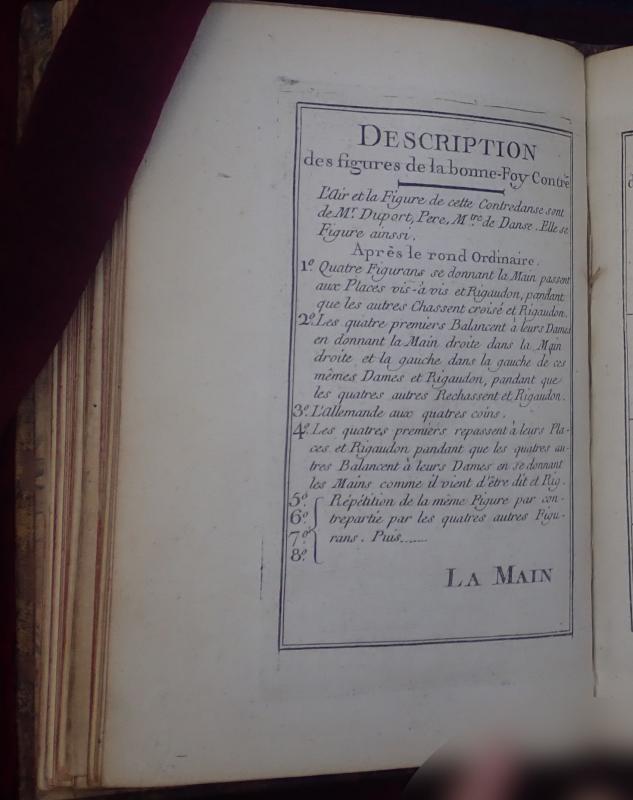 DESCRIPTION
des figures de la bonne-Foy Contrē
L'Air et la Figure de cette Contredanse sont
de Mr. Duport, Pere, Mtre de Danse. Elle se
Figure ainssi.
Après le rond Ordinaire.
1º. Quatre Figurans se donnant la Main passent
aux Places vis-à vis et Rigaudon, pandant
que les autres Chassent croisé et Rigaudon.
2º. Les quatre premiers Balancent à leurs Dames
en donnant la Main droite dans la Main
droite et la gauche dans la gauche de ces
mêmes Dames et Rigaudon, pandant que
les quatres autres Rechassent et Rigaudon.
3º. L'Allemande aux quatres coins.
4º. Les quatres premiers repassent à leurs Pla-
ces et Rigaudon pandant que les quatres au-
tres Balancent à leurs Dames en se donnant
les Mains comme il vient d'être dit et Rig.
5º. Répétition de la même Figure par con-
6º. trepartie par les quatres autres Figu-
7º. rans. Puis.......
8º.
LA MAIN